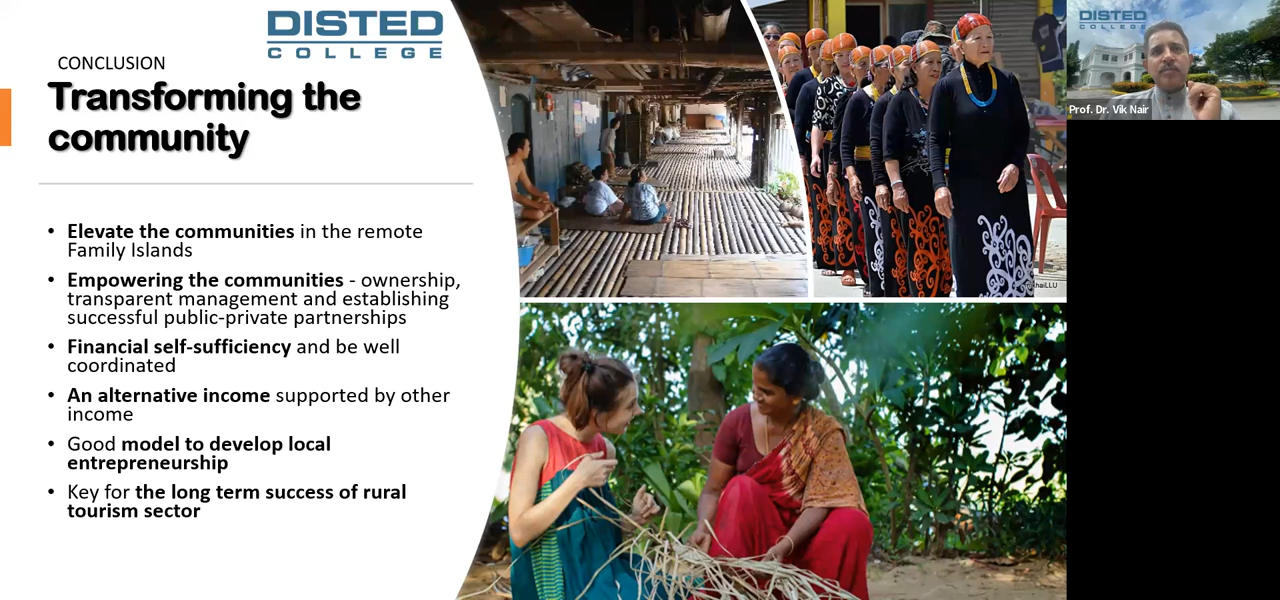 DISTED
COLLEGE
CONCLUSION
Transforming the
community
• Elevate the communities in the remote
Family Islands
• Empowering the communities - ownership,
transparent management and establishing
successful public-private partnerships
• Financial self-sufficiency and be well
coordinated
• An alternative income supported by other
income
• Good model to develop local
entrepreneurship
• Key for the long term success of rural
tourism sector
DISTED
COLLEGE
Prof. Dr. Vik Nair